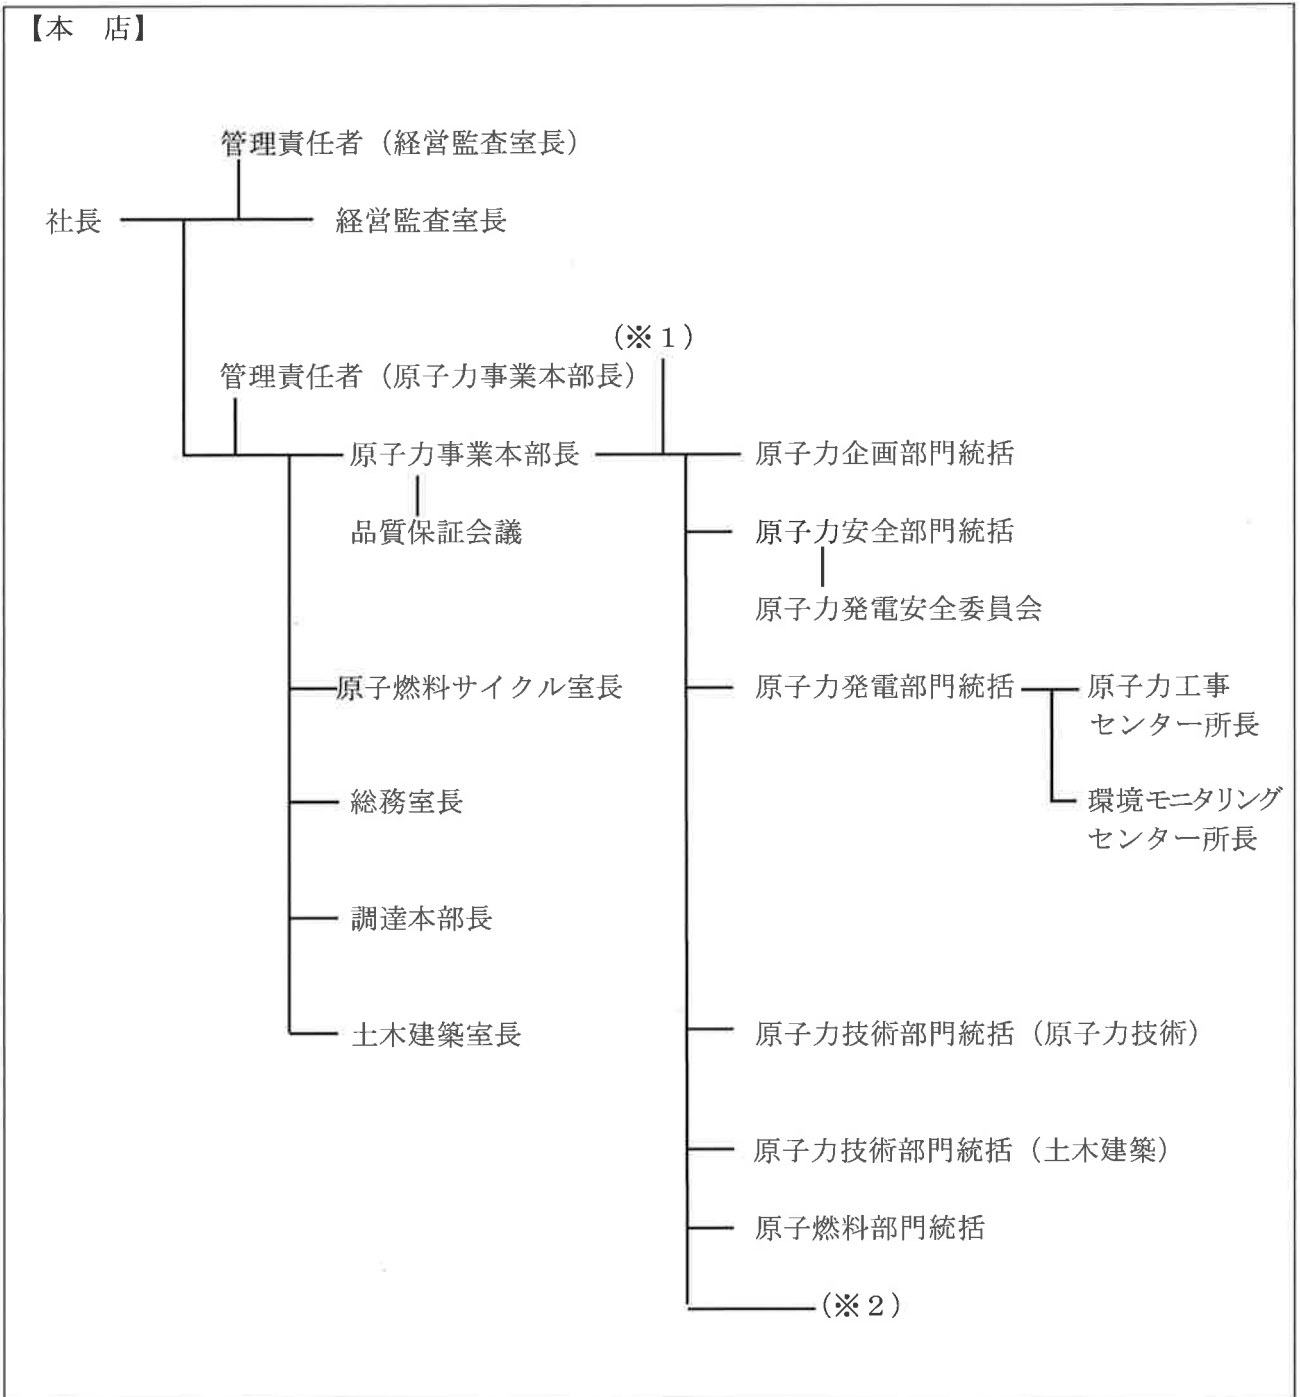 【本　店】
管理責任者（経営監査室長）
社長
経営監査室長
（※１）
管理責任者（原子力事業本部長）
原子力事業本部長
原子力企画部門統括
品質保証会議
原子力安全部門統括
原子力発電安全委員会
原子燃料サイクル室長
原子力発電部門統括
原子力工事
センター所長
総務室長
環境モニタリング
センター所長
調達本部長
土木建築室長
原子力技術部門統括（原子力技術）
原子力技術部門統括（土木建築）
原子燃料部門統括
（※２）